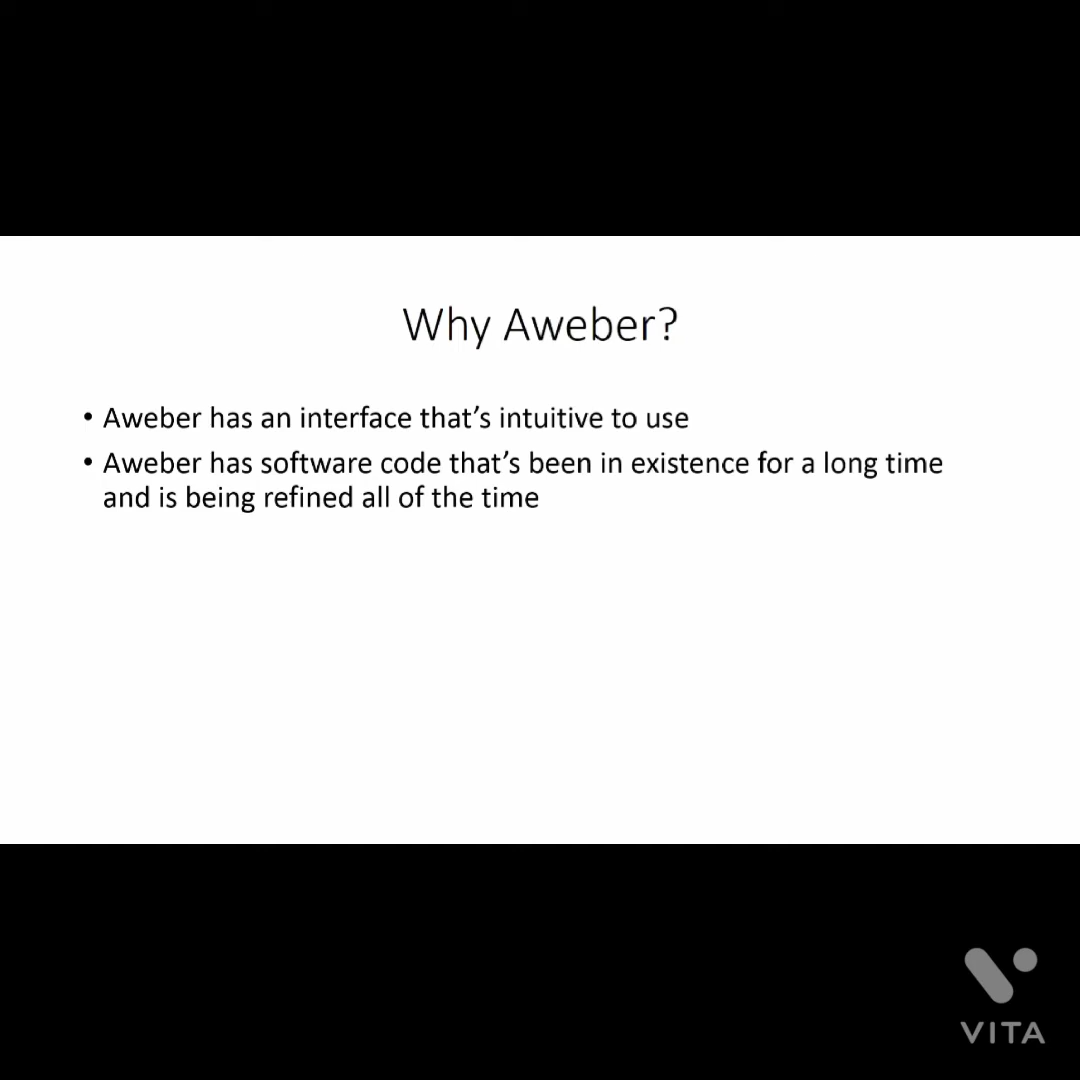 Why Aweber?
• Aweber has an interface that’s intuitive to use
• Aweber has software code that’s been in existence for a long time
and is being refined all of the time
VITA